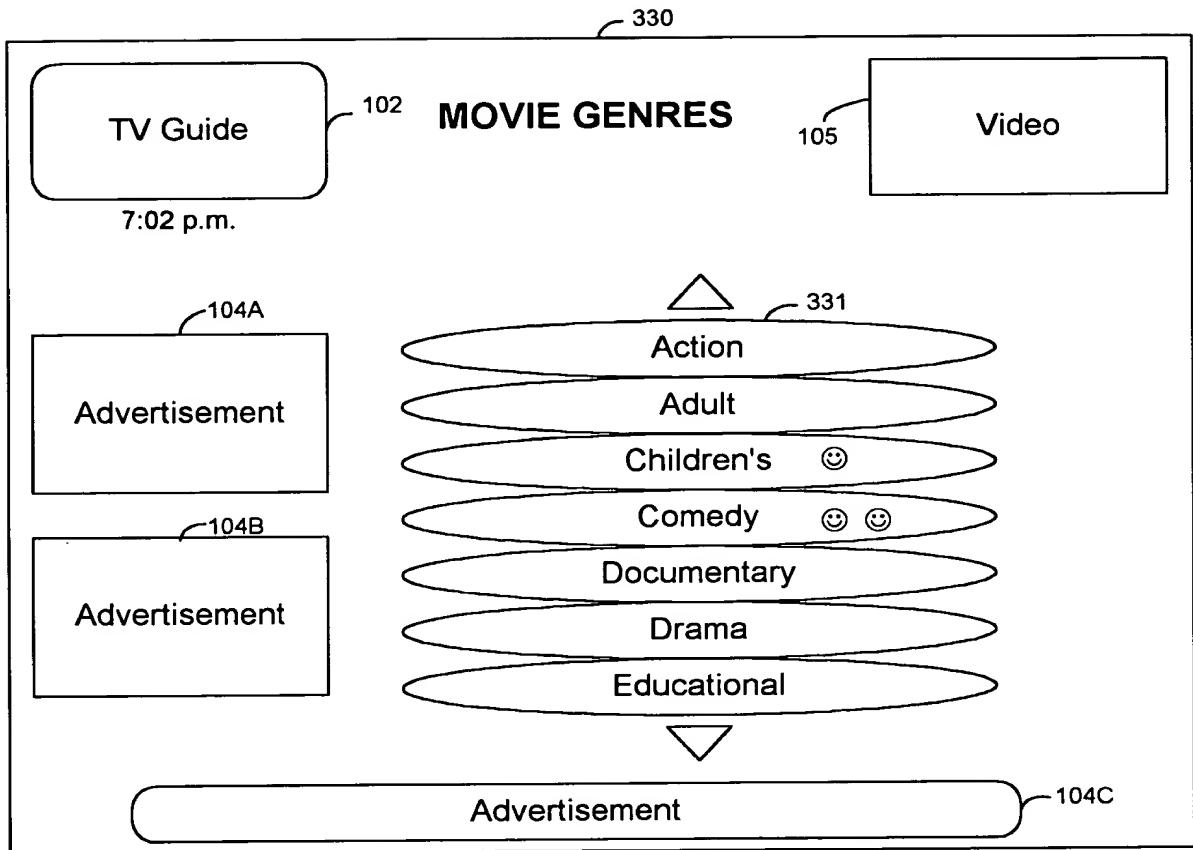 330
TV Guide
102
MOVIE GENRES
105
Video
7:02 p.m.
104A
Advertisement
104B
Advertisement
331
Action
Adult
Children's ☺
Comedy ☺ ☺
Documentary
Drama
Educational
Advertisement
104C